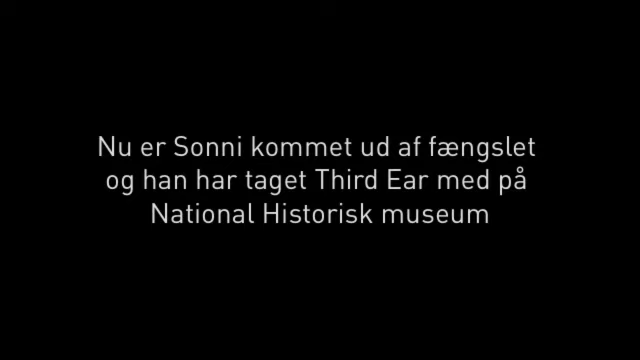 Nu er Sonni kommet ud af fængslet
og han har taget Third Ear med på
National Historisk museum